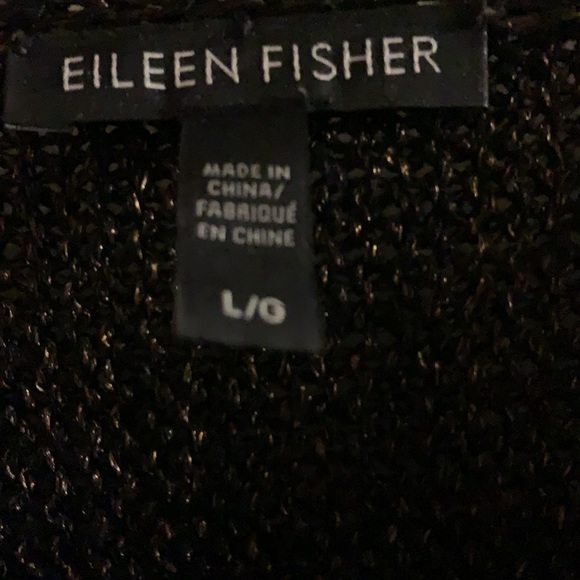 EILEEN FISHER
MADE IN
CHINA/
FABRIQUÉ
EN CHINE
L/G